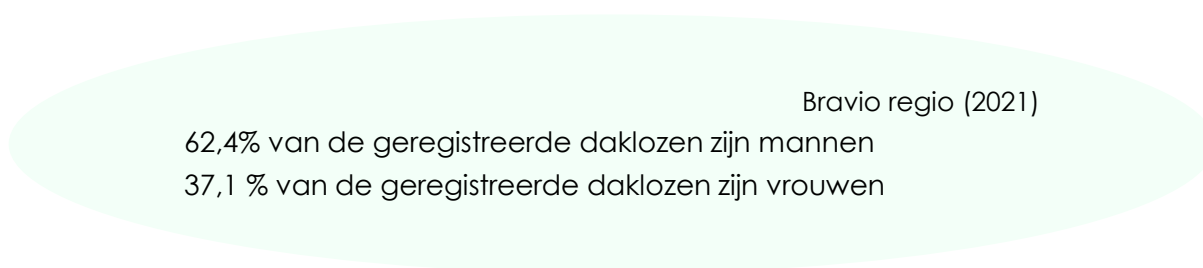 Bravio regio (2021)
62,4% van de geregistreerde daklozen zijn mannen
37,1 % van de geregistreerde daklozen zijn vrouwen